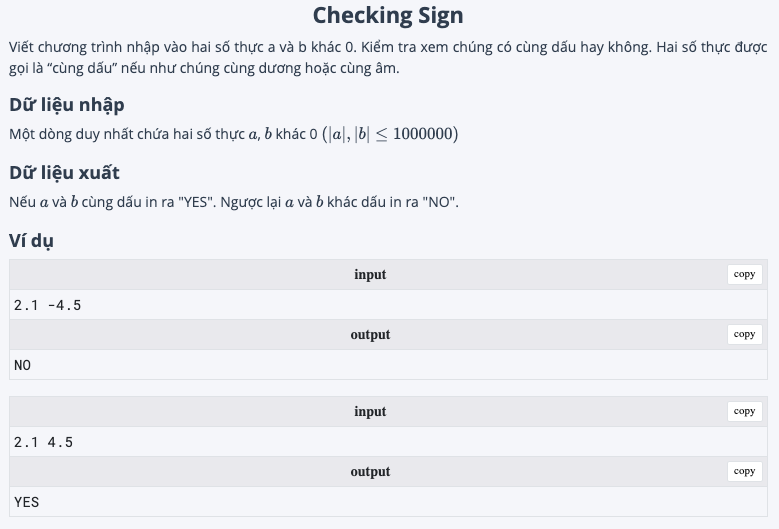 Checking Sign
Viết chương trình nhập vào hai số thực a và b khác 0. Kiểm tra xem chúng có cùng dấu hay không. Hai số thực được
gọi là “cùng dấu” nếu như chúng cùng dương hoặc cùng âm.
Dữ liệu nhập
Một dòng duy nhất chứa hai số thực a, b khác 0 (|a|, |b| ≤ 1000000)
Dữ liệu xuất
Nếu a và b cùng dấu in ra "YES". Ngược lại a và b khác dấu in ra "NO".
Ví dụ
input copy
2.1 -4.5
output copy
NO
input copy
2.1 4.5
output copy
YES